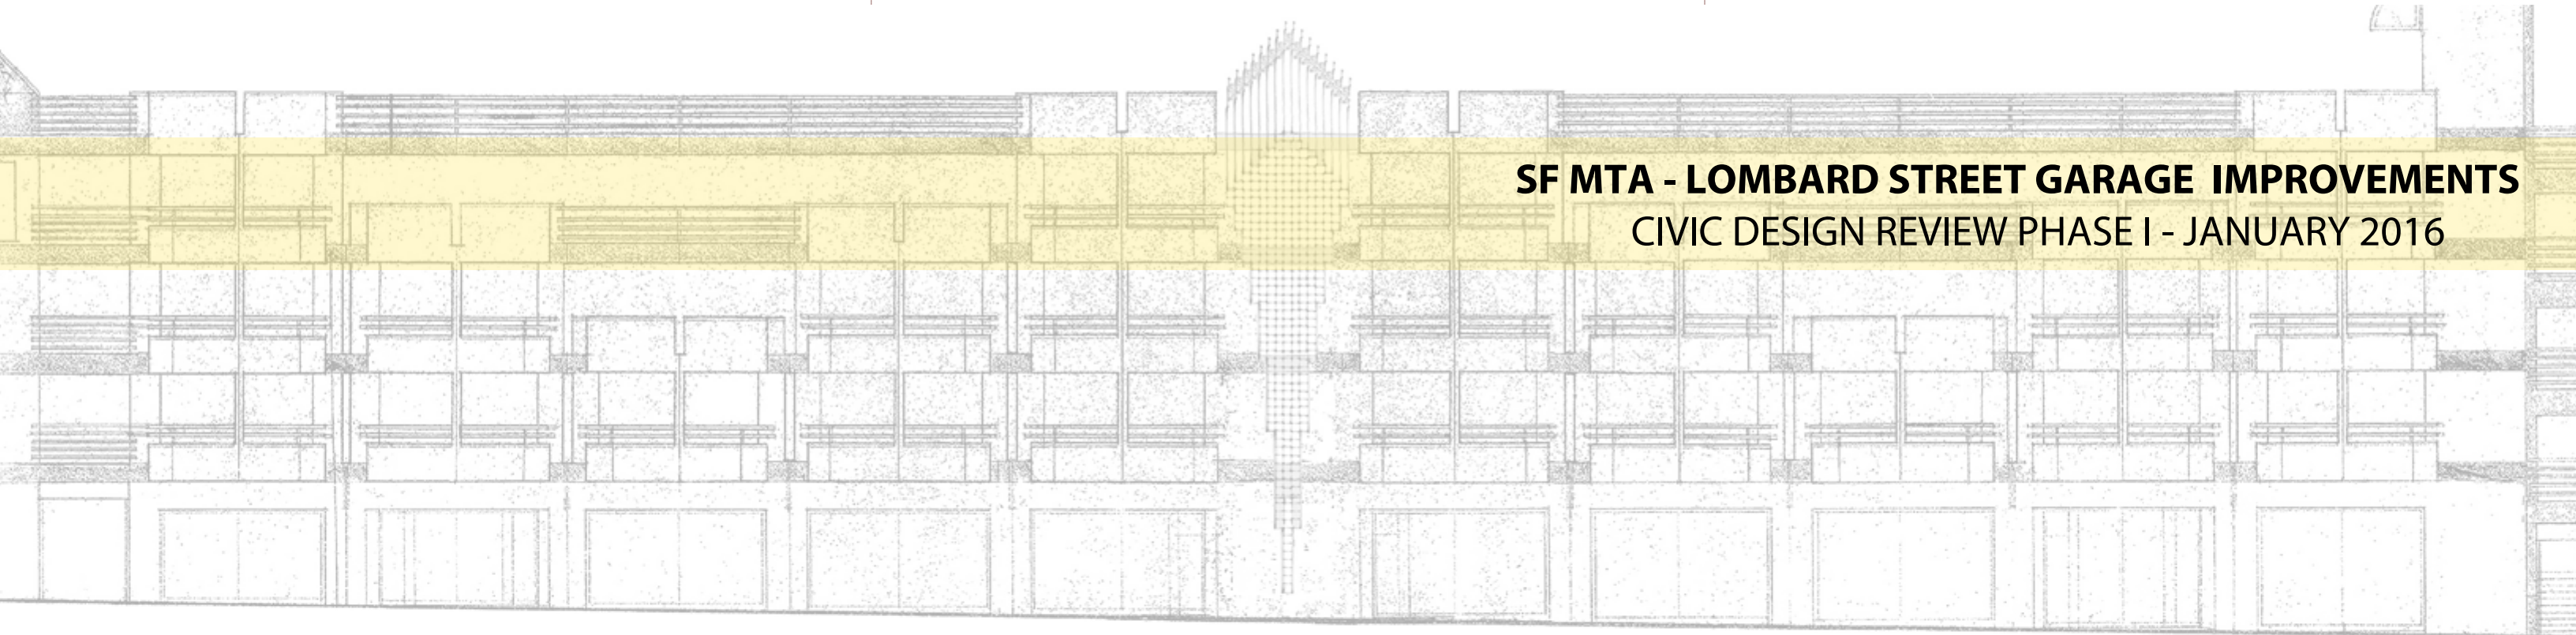 SF MTA - LOMBARD STREET GARAGE IMPROVEMENTS
CIVIC DESIGN REVIEW PHASE I - JANUARY 2016